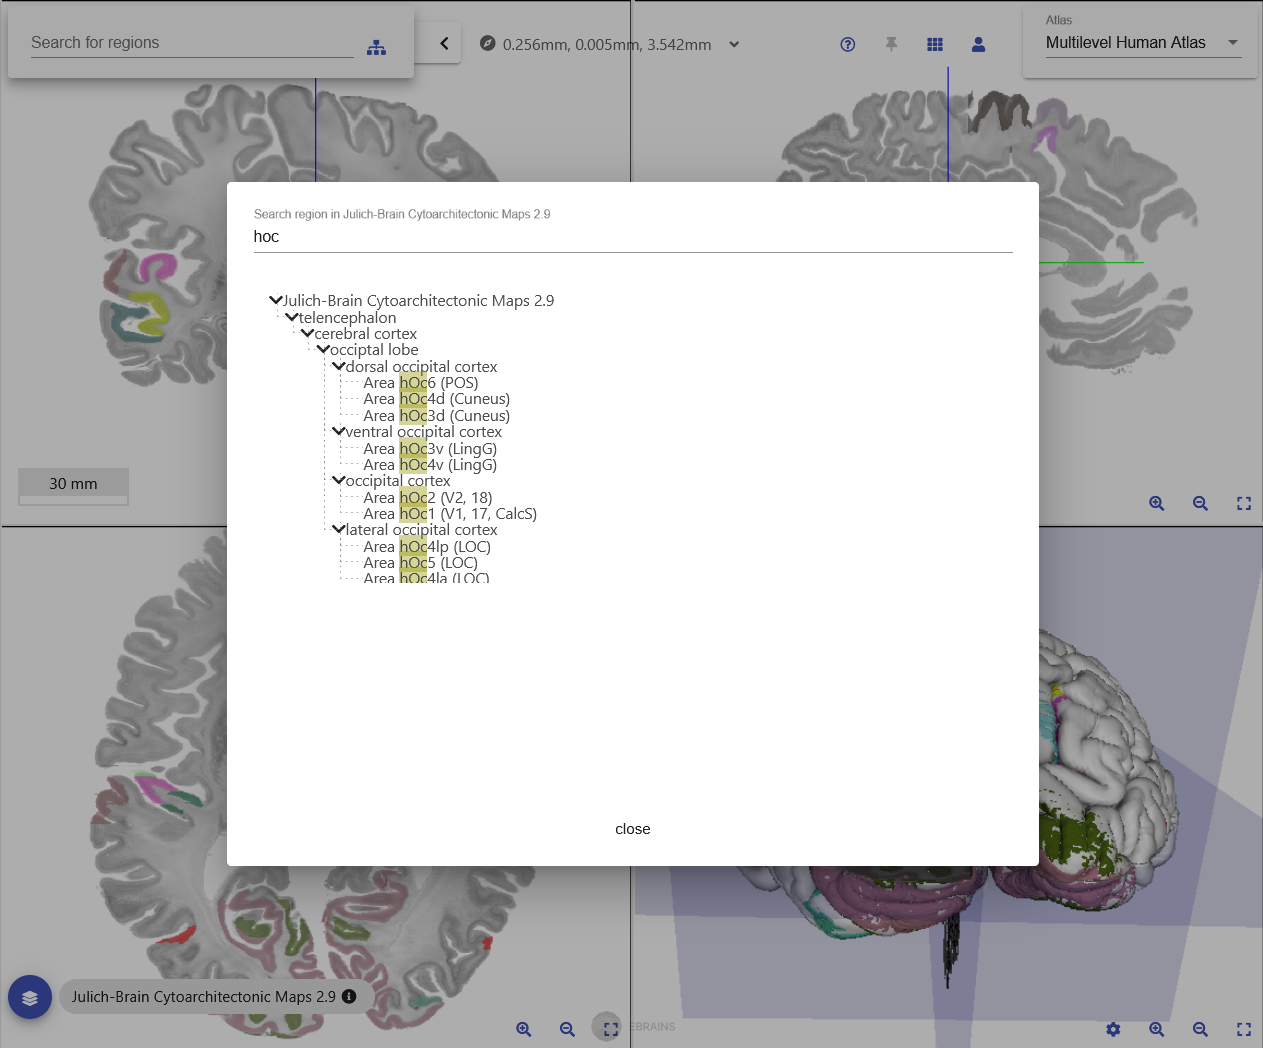 Search for regions
0.256mm, 0.005mm, 3.542mm
Atlas
Multilevel Human Atlas
Search region in Julich-Brain Cytoarchitectonic Maps 2.9
hoc
Julich-Brain Cytoarchitectonic Maps 2.9
telencephalon
cerebral cortex
occiptal lobe
dorsal occipital cortex
Area hOc6 (POS)
Area hOc4d (Cuneus)
Area hOc3d (Cuneus)
ventral occipital cortex
Area hOc3v (LingG)
Area hOc4v (LingG)
occipital cortex
Area hOc2 (V2, 18)
Area hOc1 (V1, 17, CalcS)
lateral occipital cortex
Area hOc4lp (LOC)
Area hOc5 (LOC)
Area hOc4la (LOC)
30 mm
close
Julich-Brain Cytoarchitectonic Maps 2.9
EBRAINS